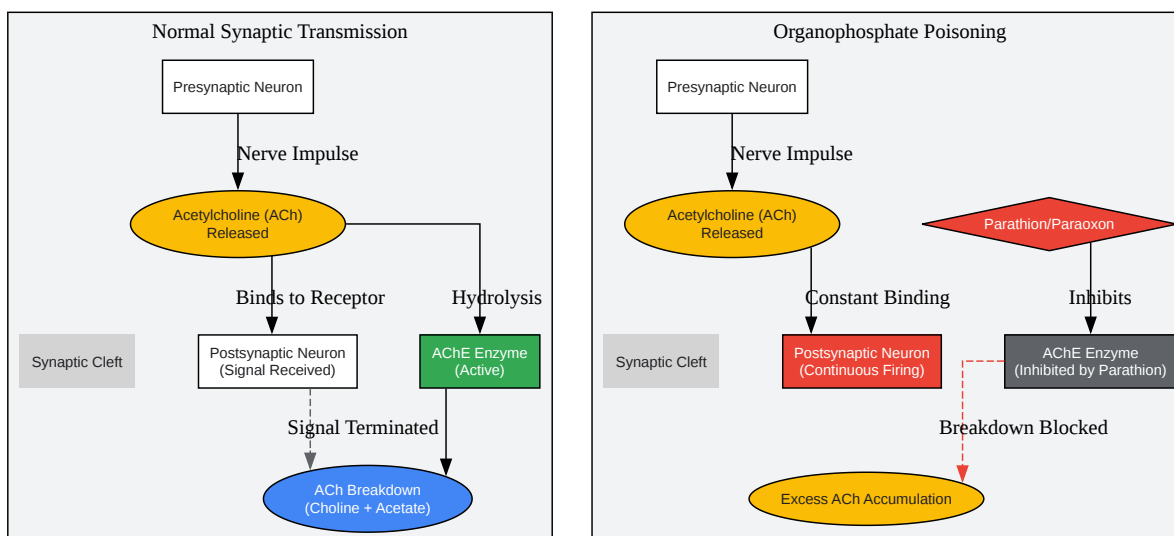 Normal Synaptic Transmission
Presynaptic Neuron
Nerve Impulse
Acetylcholine (ACh)
Released
Binds to Receptor
Hydrolysis
Synaptic Cleft
Postsynaptic Neuron
(Signal Received)
AChE Enzyme
(Active)
Signal Terminated
ACh Breakdown
(Choline + Acetate)
Organophosphate Poisoning
Presynaptic Neuron
Nerve Impulse
Acetylcholine (ACh)
Released
Parathion/Paraoxon
Constant Binding
Inhibits
Synaptic Cleft
Postsynaptic Neuron
(Continuous Firing)
AChE Enzyme
(Inhibited by Parathion)
Breakdown Blocked
Excess ACh Accumulation